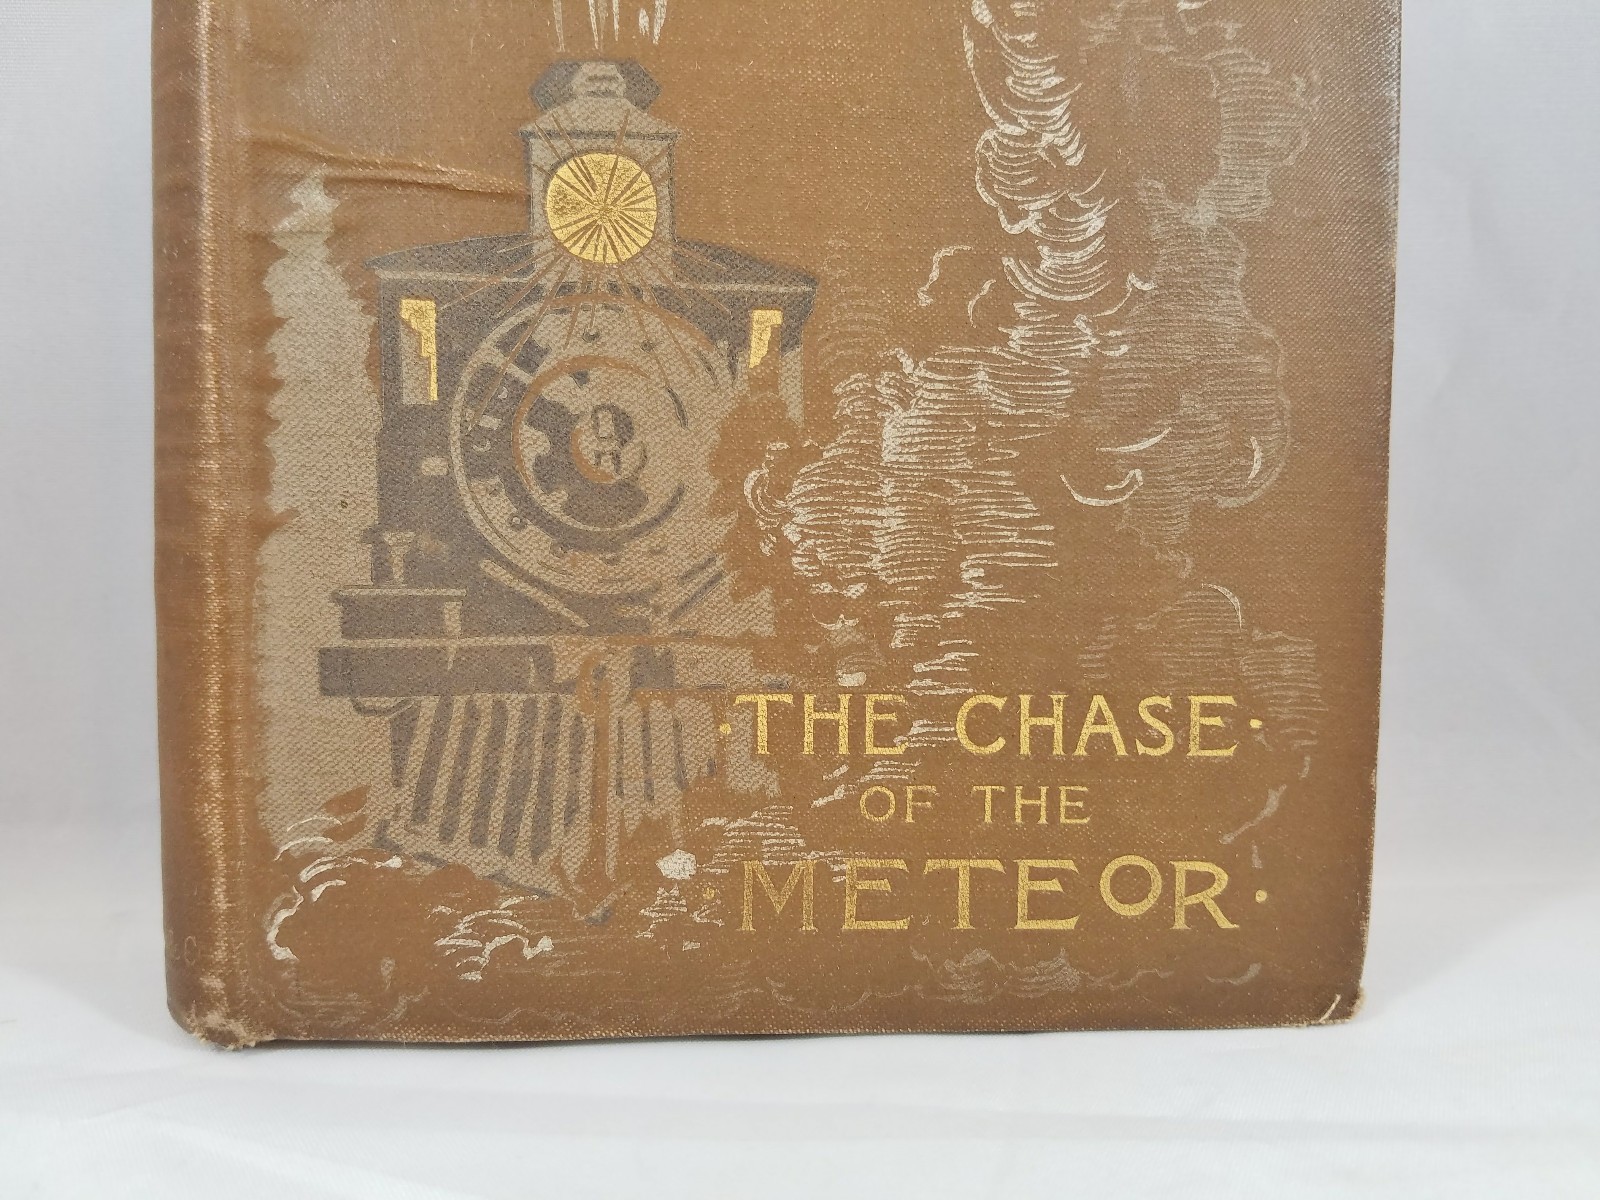 ·THE CHASE·
OF THE
·METEOR·